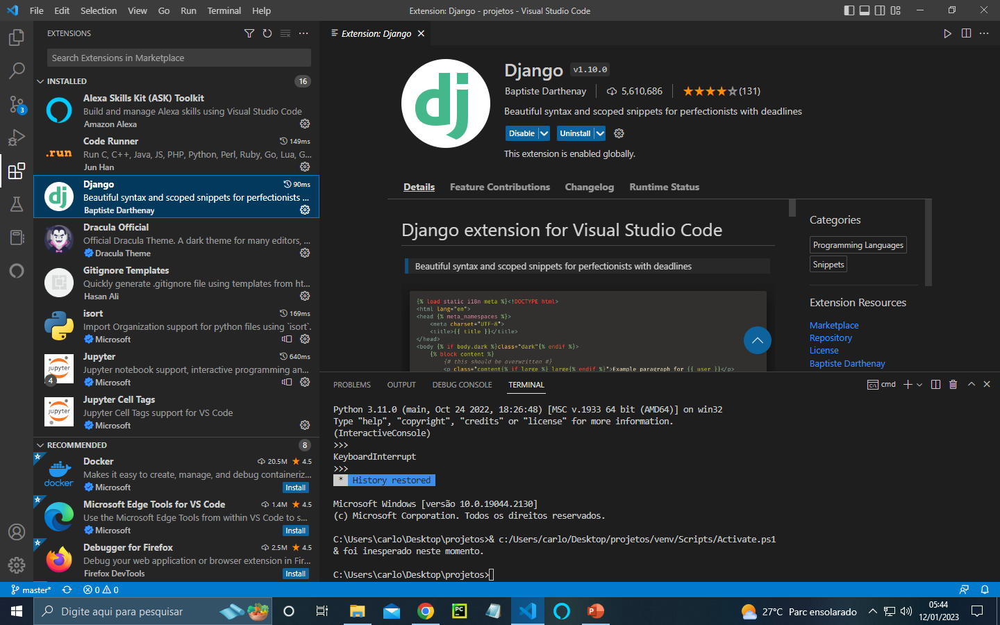 File Edit Selection View Go Run Terminal Help
Extension: Django - projetos - Visual Studio Code
EXTENSIONS
Search Extensions in Marketplace
INSTALLED 16
Alexa Skills Kit (ASK) Toolkit
Build and manage Alexa skills using Visual Studio Code
Amazon Alexa
.run
Code Runner 149ms
Run C, C++, Java, JS, PHP, Python, Perl, Ruby, Go, Lua, G...
Jun Han
dj
Django 90ms
Beautiful syntax and scoped snippets for perfectionists ...
Baptiste Darthenay
Dracula Official
Official Dracula Theme. A dark theme for many editors, ...
Dracula Theme
Gitignore Templates
Quickly generate .gitignore file using templates from ht...
Hasan Ali
isort 169ms
Import Organization support for python files using `isort`.
Microsoft
jupyter
4
Jupyter 640ms
Jupyter notebook support, interactive programming an...
Microsoft
jupyter
Jupyter Cell Tags
Jupyter Cell Tags support for VS Code
Microsoft
RECOMMENDED 8
docker
Docker 20.5M 4.5
Makes it easy to create, manage, and debug containeriz...
Microsoft Install
Microsoft Edge Tools for VS Code 1.4M 4.5
Use the Microsoft Edge Tools from within VS Code to s...
Microsoft Install
Debugger for Firefox 2.5M 4.5
Debug your web application or browser extension in Fir...
Firefox DevTools Install
3
Extension: Django
dj
Django v1.10.0
Baptiste Darthenay 5,610,686 (131)
Beautiful syntax and scoped snippets for perfectionists with deadlines
Disable Uninstall
This extension is enabled globally.
Details Feature Contributions Changelog Runtime Status
Django extension for Visual Studio Code
Beautiful syntax and scoped snippets for perfectionists with deadlines
{% load static i18n meta %}<!DOCTYPE html>
<html lang="en">
<head {% meta_namespaces %}>
<meta charset="UTF-8">
<title>{{ title }}</title>
</head>
<body {% if body.dark %}class="dark"{% endif %}>
{% block content %}
{# this should be overwritten #}
<p class="content{% if large %} large{% endif %}">Example paragraph for {{ user }}</p>
Categories
Programming Languages
Snippets
Extension Resources
Marketplace
Repository
License
Baptiste Darthenay
PROBLEMS OUTPUT DEBUG CONSOLE TERMINAL cmd
Python 3.11.0 (main, Oct 24 2022, 18:26:48) [MSC v.1933 64 bit (AMD64)] on win32
Type "help", "copyright", "credits" or "license" for more information.
(InteractiveConsole)
>>>
KeyboardInterrupt
>>>
* History restored
Microsoft Windows [versão 10.0.19044.2130]
(c) Microsoft Corporation. Todos os direitos reservados.
C:\Users\carlo\Desktop\projetos>& c:/Users/carlo/Desktop/projetos/venv/Scripts/Activate.ps1
& foi inesperado neste momento.
C:\Users\carlo\Desktop\projetos>
master* 0 0
Digite aqui para pesquisar
PC
27°C Parc ensolarado
05:44
12/01/2023